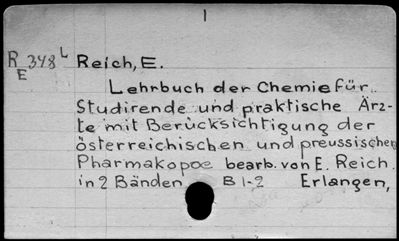 1
R 348 L Reich, E.
E
Lehrbuch der Chemie für
Studirende und praktische Ärz-
te mit Berücksichtigung der
österreichischen und preussischen
Pharmakopoe bearb. von E. Reich.
in 2 Bänden B 1-2 Erlangen,